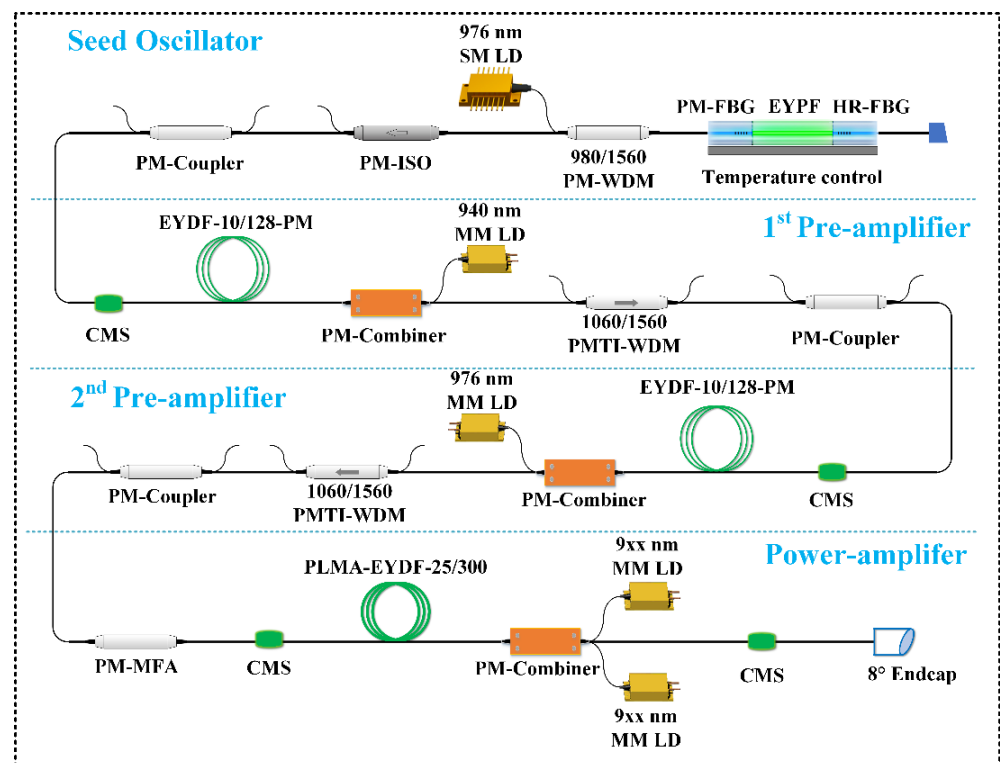 Seed Oscillator
976 nm
SM LD
PM-FBG EYPF HR-FBG
PM-Coupler
PM-ISO
980/1560
PM-WDM
Temperature control
1st Pre-amplifier
EYDF-10/128-PM
940 nm
MM LD
CMS
PM-Combiner
1060/1560
PMTI-WDM
PM-Coupler
2nd Pre-amplifier
976 nm
MM LD
EYDF-10/128-PM
PM-Coupler
1060/1560
PMTI-WDM
PM-Combiner
CMS
Power-amplifer
PLMA-EYDF-25/300
9xx nm
MM LD
PM-MFA
CMS
PM-Combiner
9xx nm
MM LD
CMS
8° Endcap